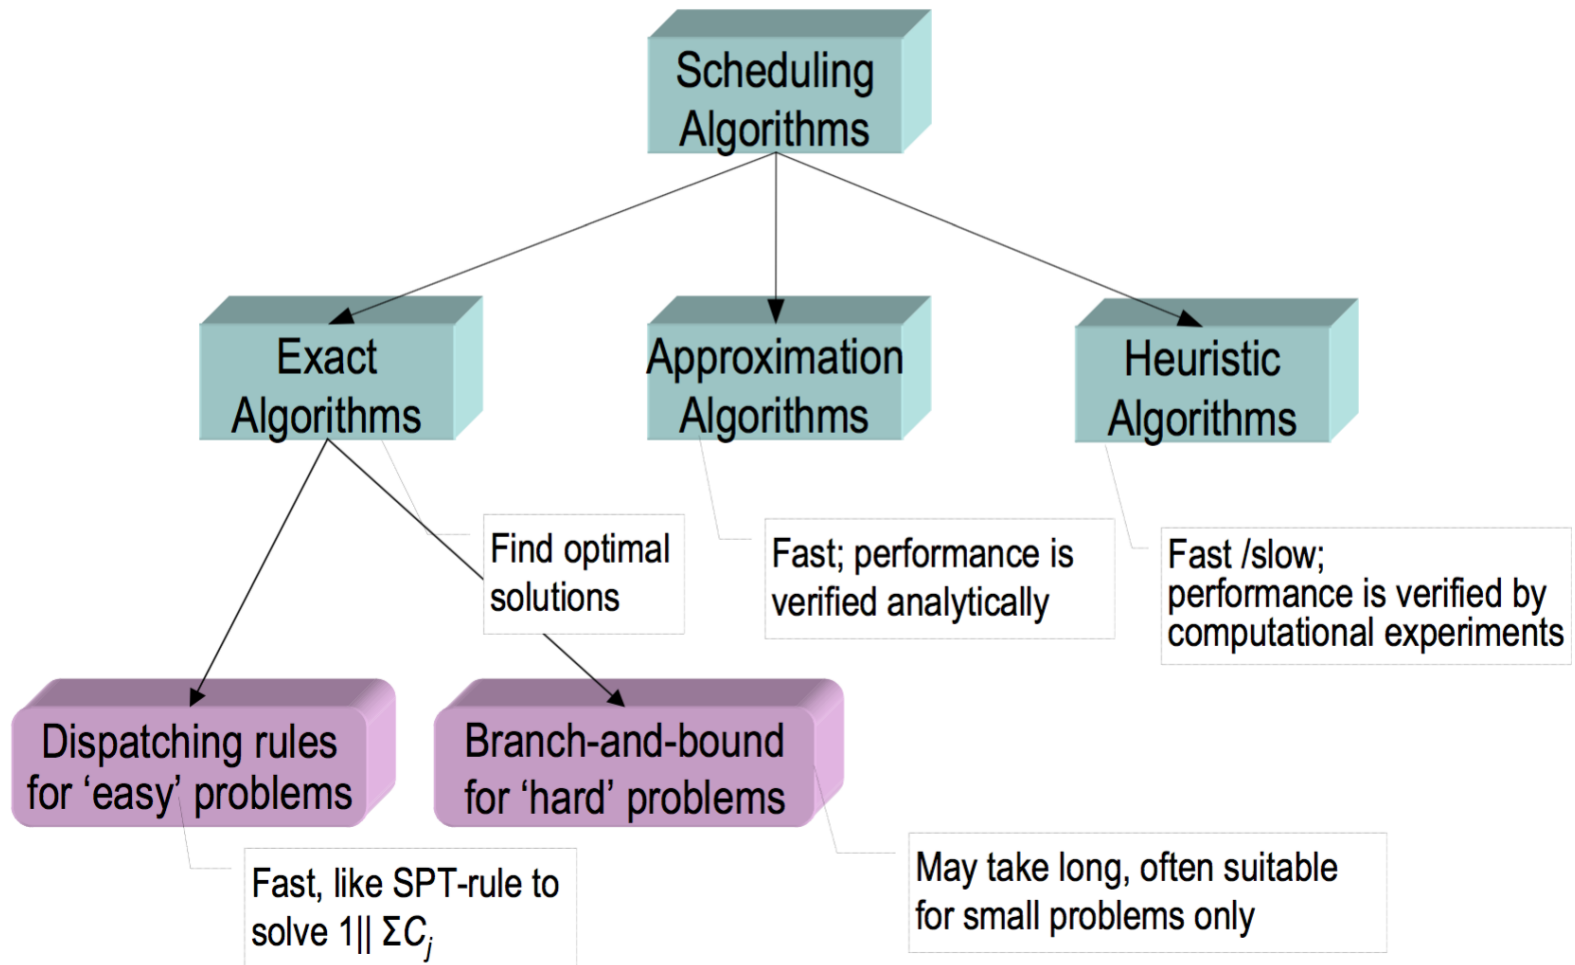 Scheduling
Algorithms
Exact
Algorithms
Approximation
Algorithms
Heuristic
Algorithms
Find optimal
solutions
Fast; performance is
verified analytically
Fast /slow;
performance is verified by
computational experiments
Dispatching rules
for ‘easy’ problems
Branch-and-bound
for ‘hard’ problems
Fast, like SPT-rule to
solve 1|| ΣCj
May take long, often suitable
for small problems only